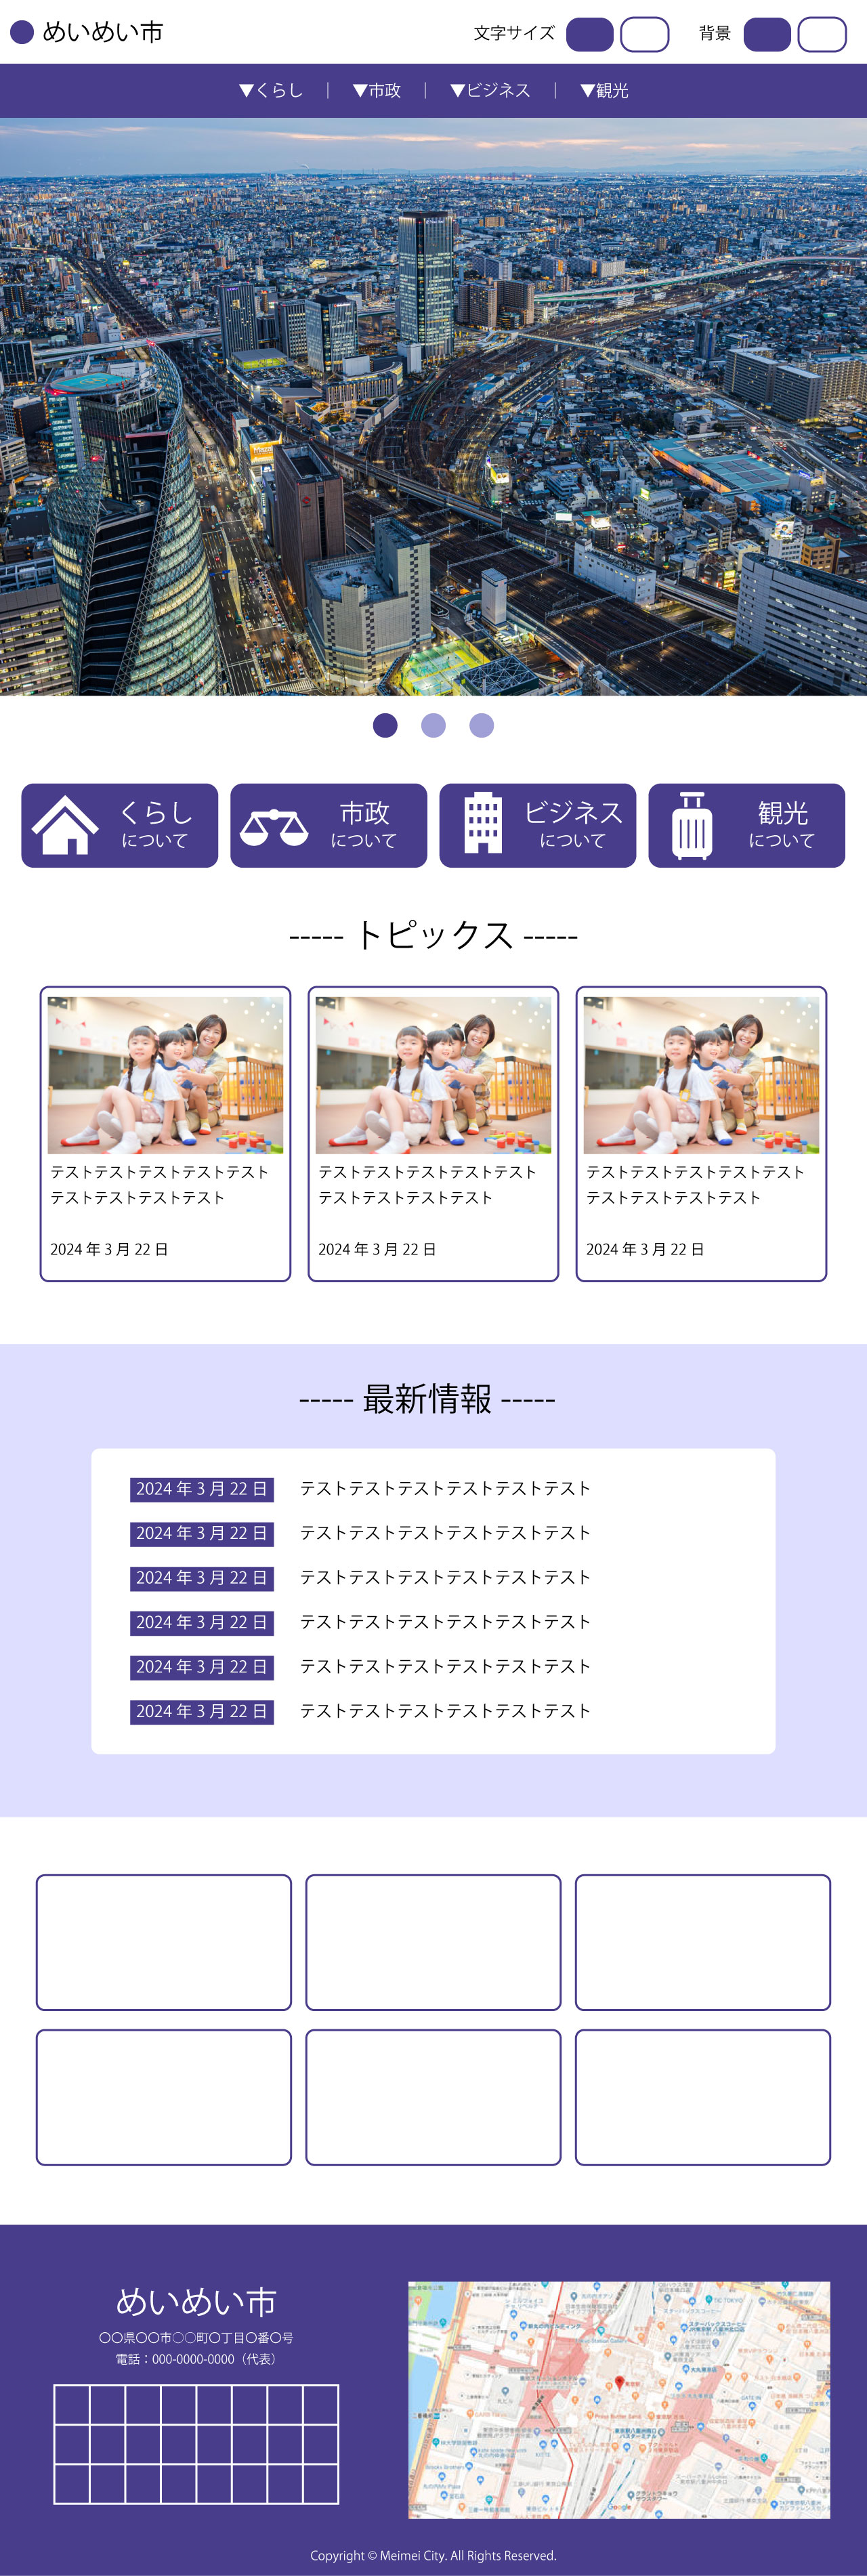 めいめい市
文字サイズ
背景
▼くらし ｜ ▼市政 ｜ ▼ビジネス ｜ ▼観光
くらし
について
市政
について
ビジネス
について
観光
について
----- トピックス -----
テストテストテストテストテスト
テストテストテストテスト
2024 年 3 月 22 日
テストテストテストテストテスト
テストテストテストテスト
2024 年 3 月 22 日
テストテストテストテストテスト
テストテストテストテスト
2024 年 3 月 22 日
----- 最新情報 -----
2024 年 3 月 22 日 テストテストテストテストテストテスト
2024 年 3 月 22 日 テストテストテストテストテストテスト
2024 年 3 月 22 日 テストテストテストテストテストテスト
2024 年 3 月 22 日 テストテストテストテストテストテスト
2024 年 3 月 22 日 テストテストテストテストテストテスト
2024 年 3 月 22 日 テストテストテストテストテストテスト
めいめい市
〇〇県〇〇市○○町〇丁目〇番〇号
電話：000-0000-0000（代表）
Google
Copyright © Meimei City. All Rights Reserved.